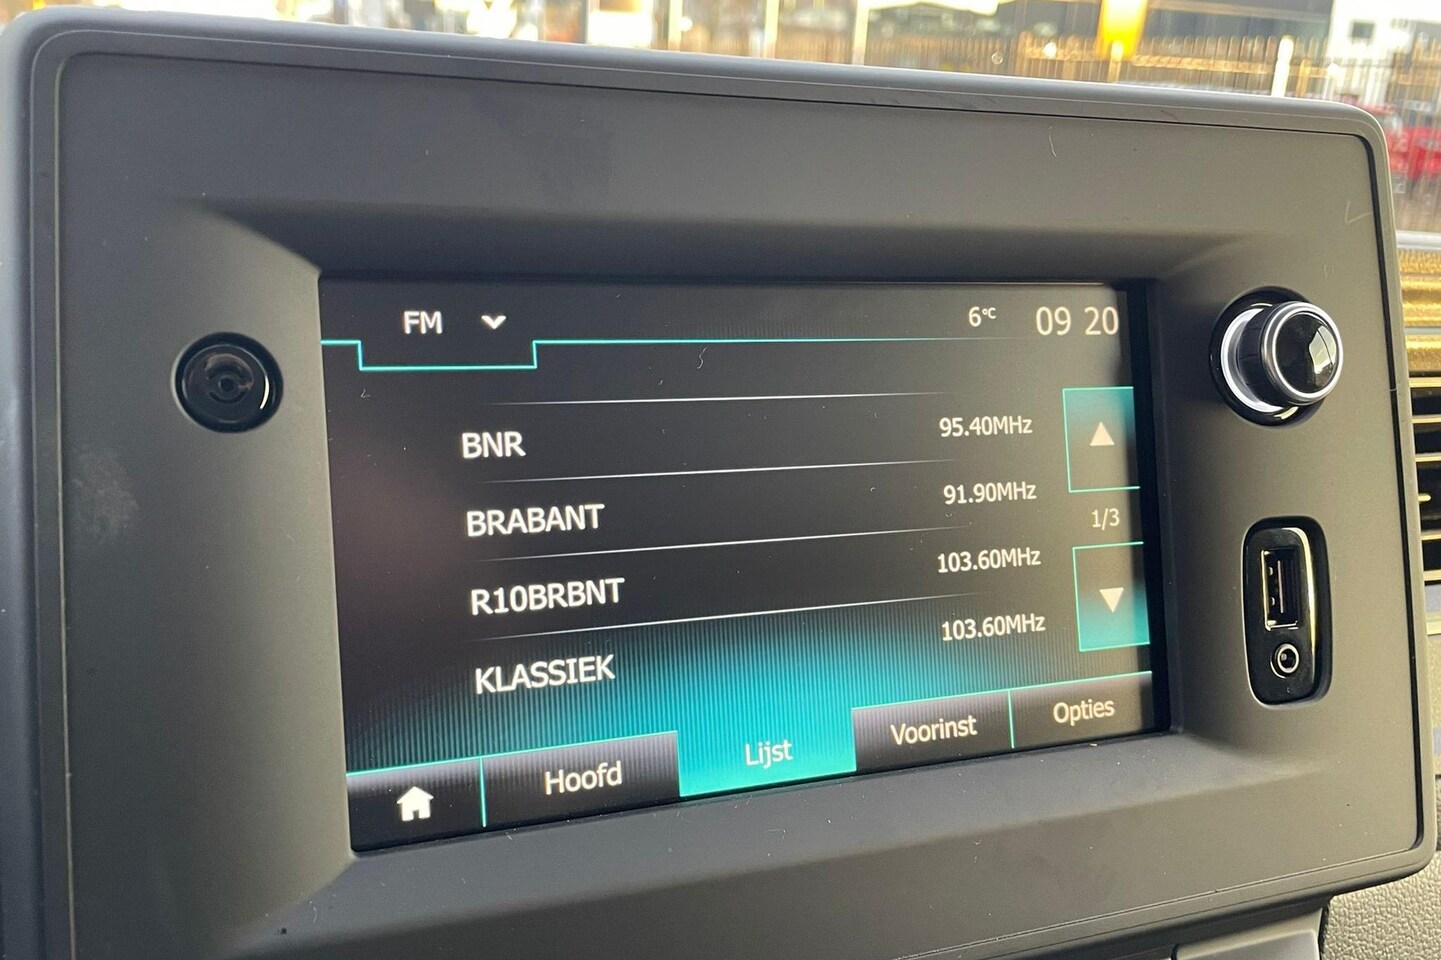 FM 6°C 09 20
BNR 95.40MHz
BRABANT 91.90MHz
1/3
R10BRBNT 103.60MHz
KLASSIEK 103.60MHz
Hoofd Lijst Voorinst Opties